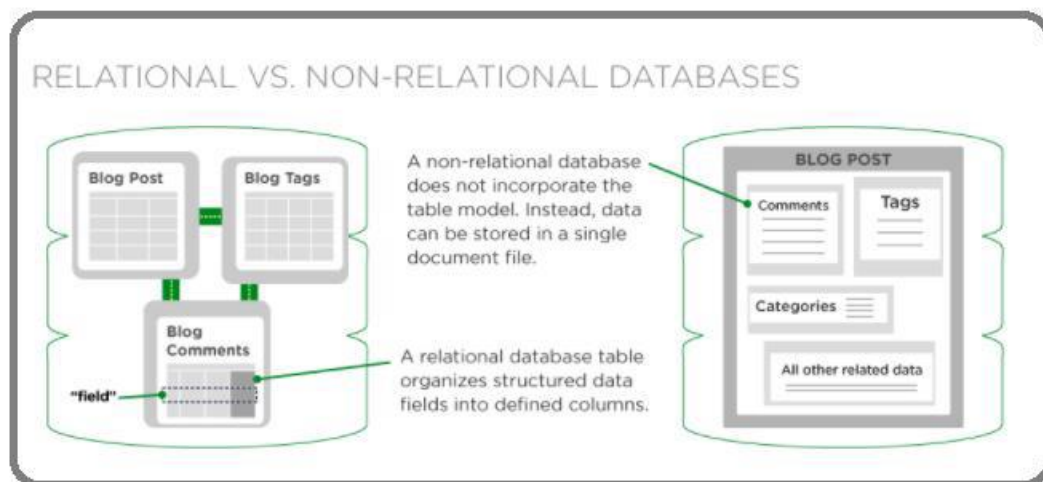 RELATIONAL VS. NON-RELATIONAL DATABASES
Blog Post
Blog Tags
Blog
Comments
"field"
A non-relational database
does not incorporate the
table model. Instead, data
can be stored in a single
document file.
A relational database table
organizes structured data
fields into defined columns.
BLOG POST
Comments
Tags
Categories
All other related data